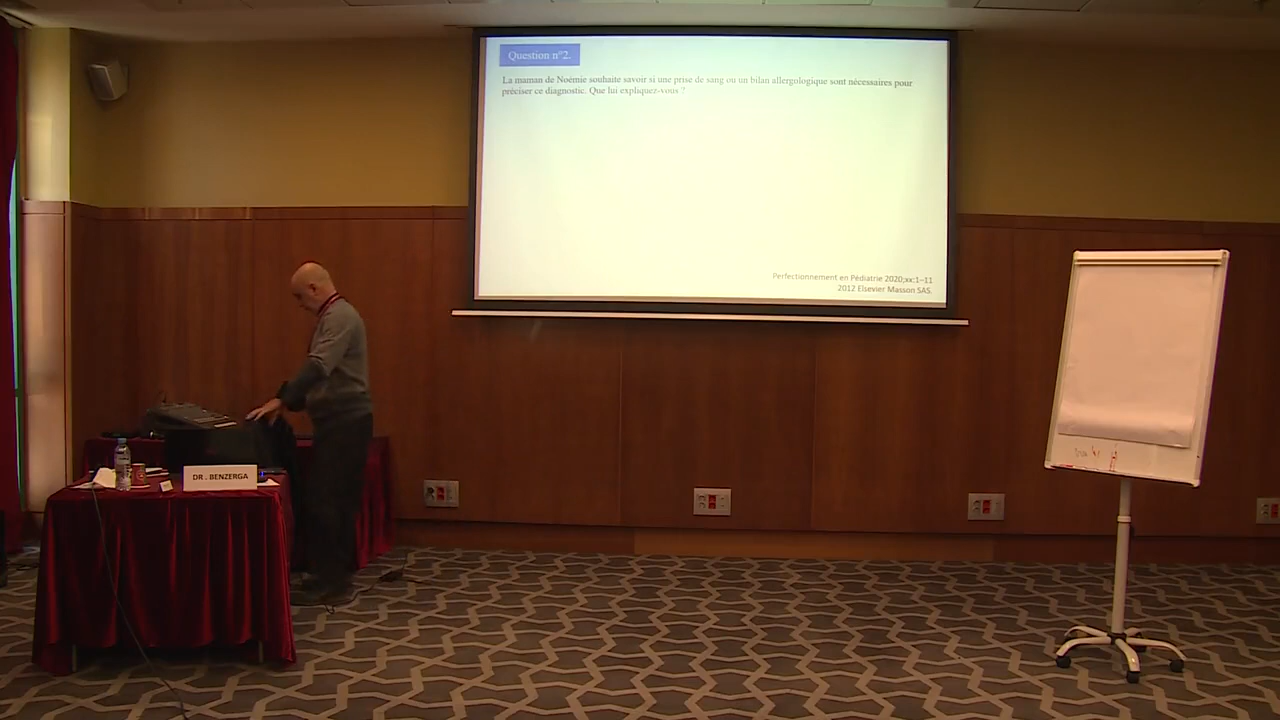 Question n°2.
La maman de Noémie souhaite savoir si une prise de sang ou un bilan allergologique sont nécessaires pour
préciser ce diagnostic. Que lui expliquez-vous ?
Perfectionnement en Pédiatrie 2020;xx:1–11
2012 Elsevier Masson SAS.
DR . BENZERGA